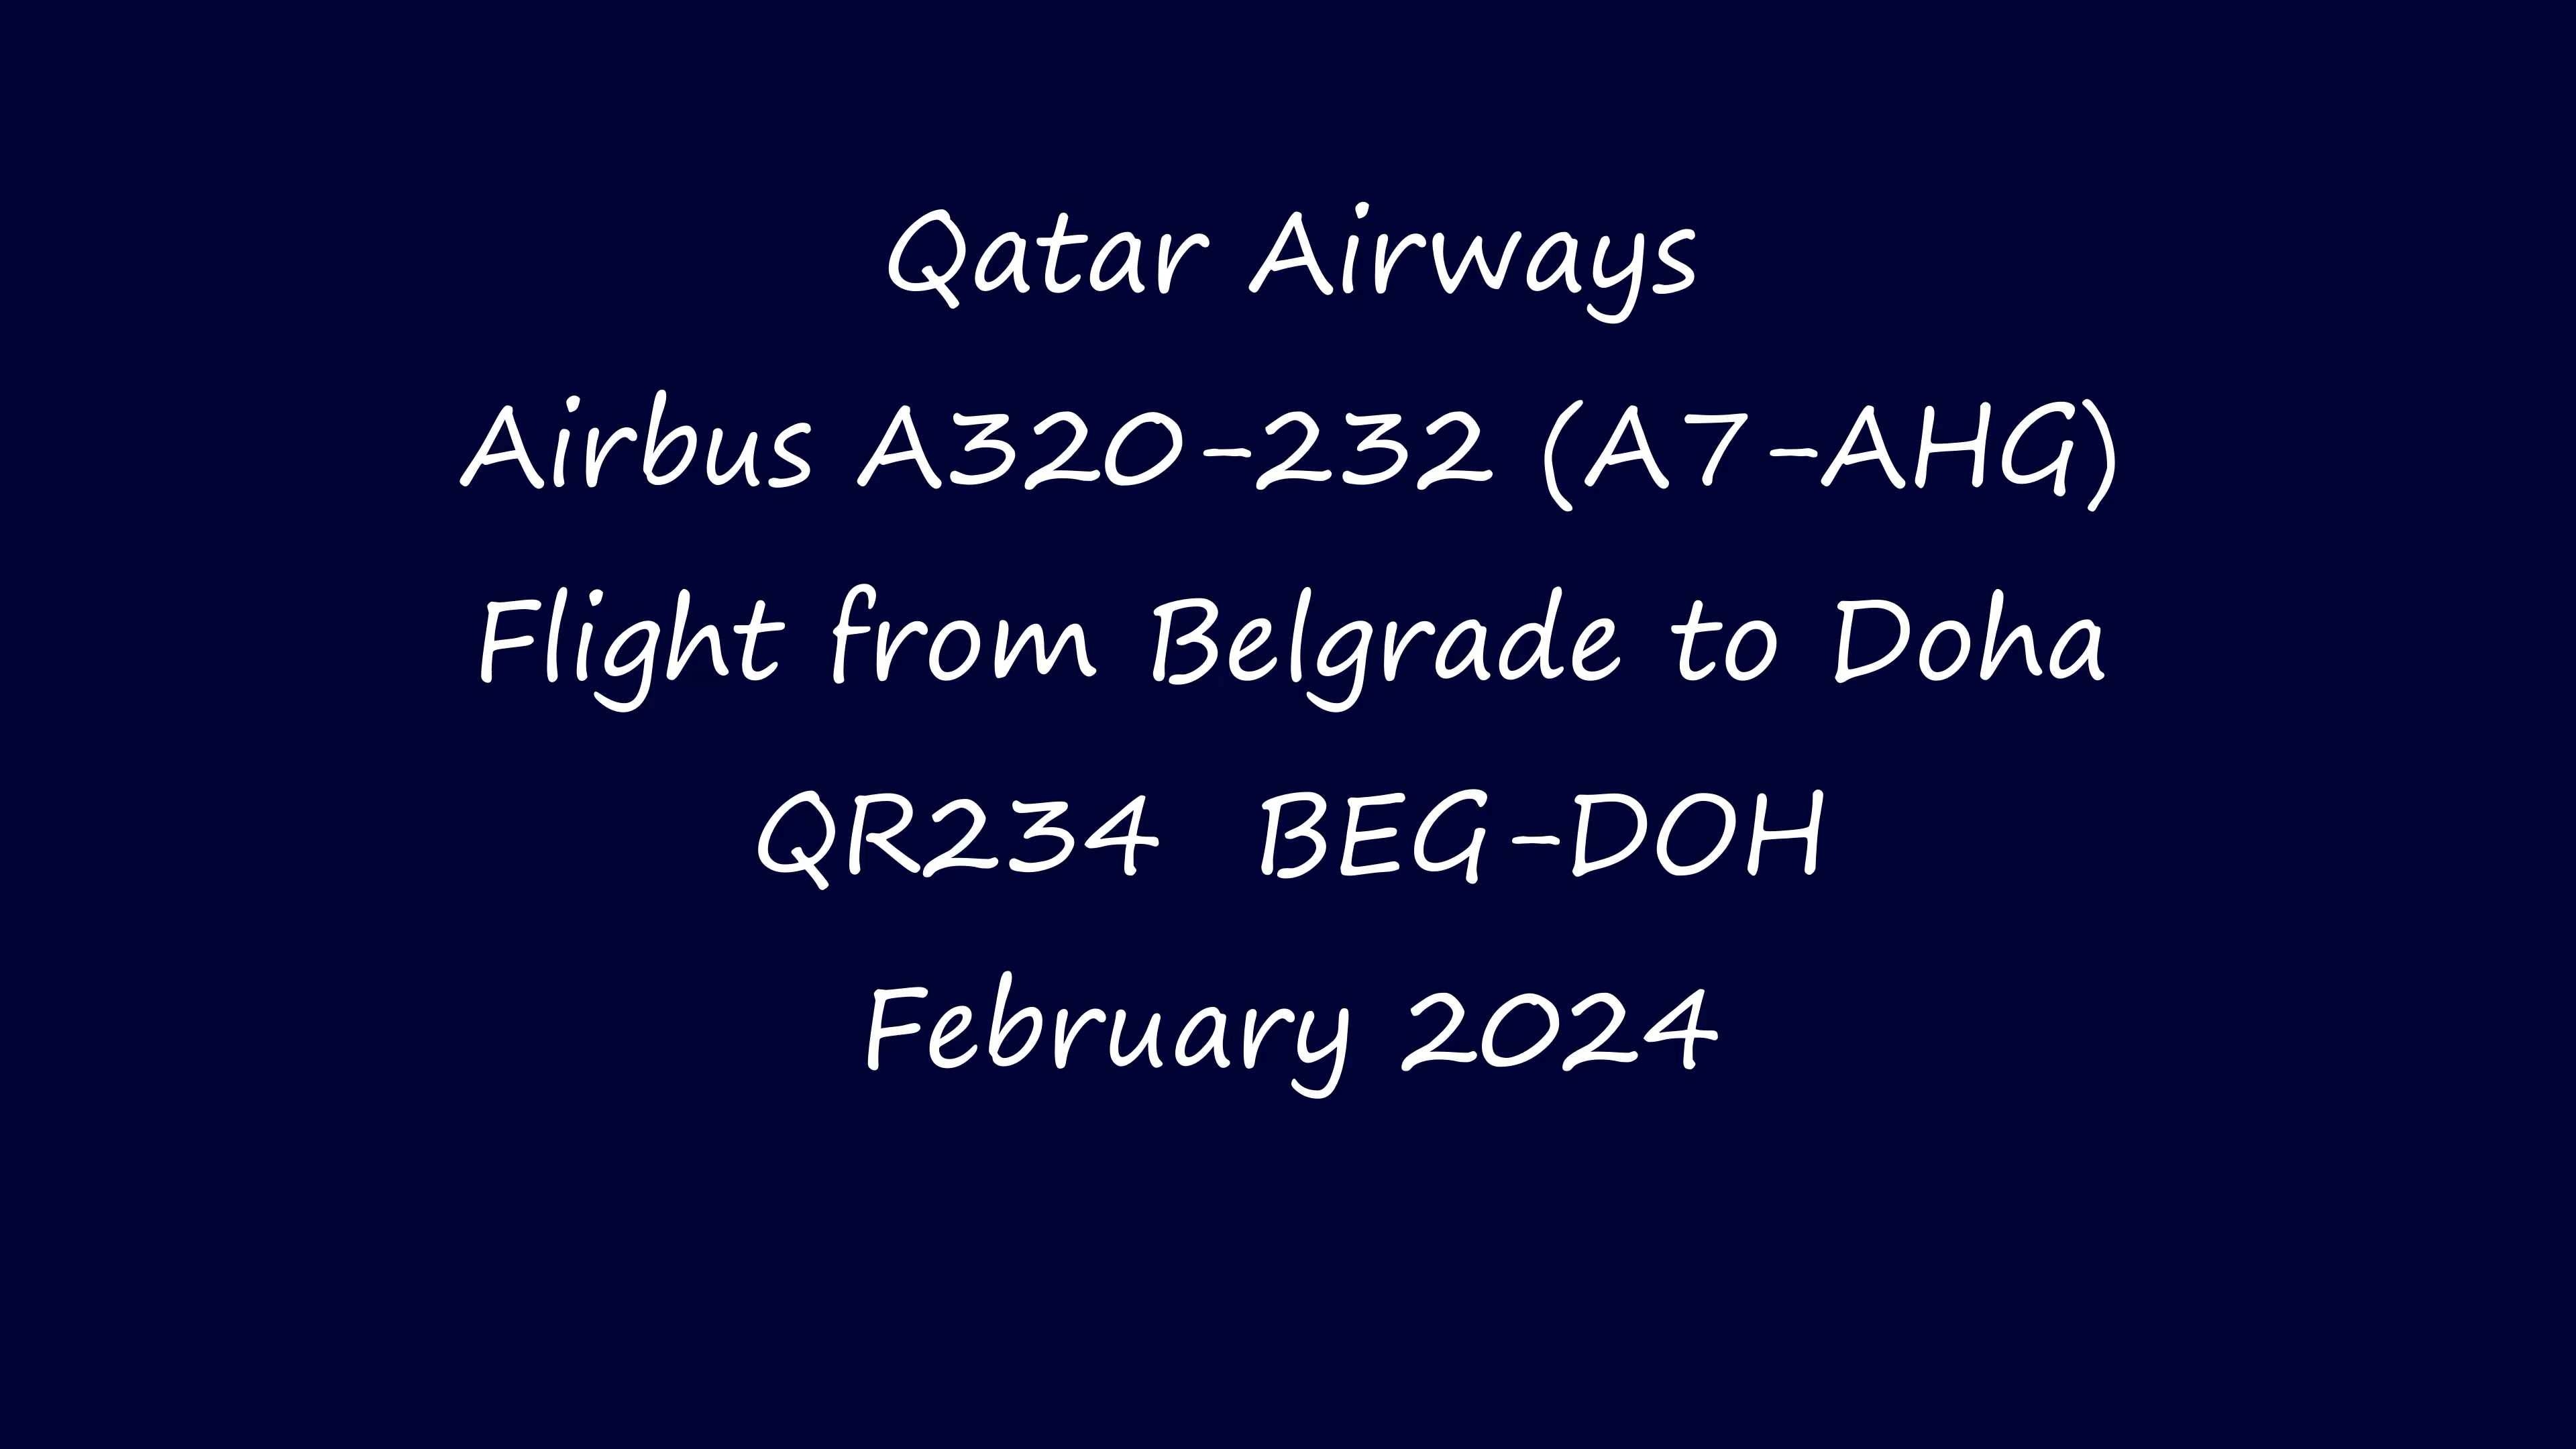 Qatar Airways
Airbus A320-232 (A7-AHG)
Flight from Belgrade to Doha
QR234 BEG-DOH
February 2024